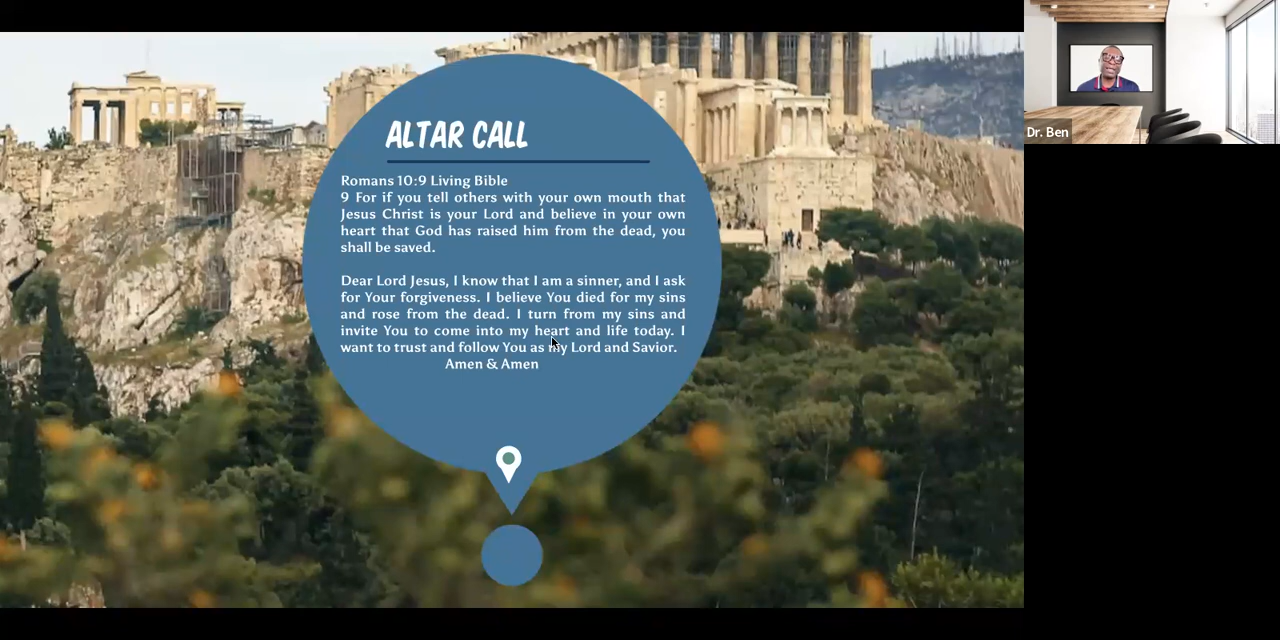 ALTAR CALL
Romans 10:9 Living Bible
9 For if you tell others with your own mouth that
Jesus Christ is your Lord and believe in your own
heart that God has raised him from the dead, you
shall be saved.
Dear Lord Jesus, I know that I am a sinner, and I ask
for Your forgiveness. I believe You died for my sins
and rose from the dead. I turn from my sins and
invite You to come into my heart and life today. I
want to trust and follow You as my Lord and Savior.
Amen & Amen
Dr. Ben